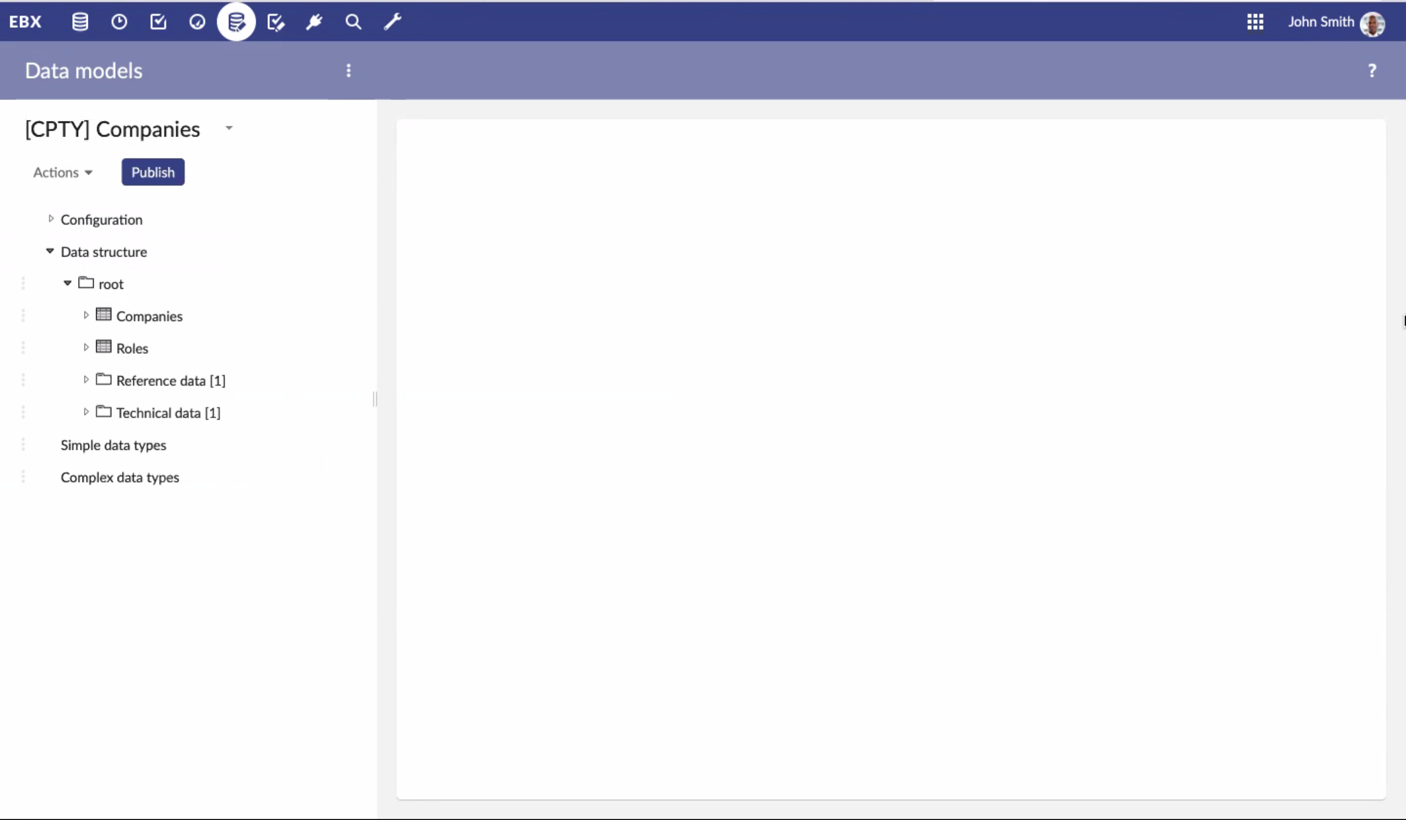 EBX John Smith
Data models ?
[CPTY] Companies
Actions Publish
Configuration
Data structure
root
Companies
Roles
Reference data [1]
Technical data [1]
Simple data types
Complex data types